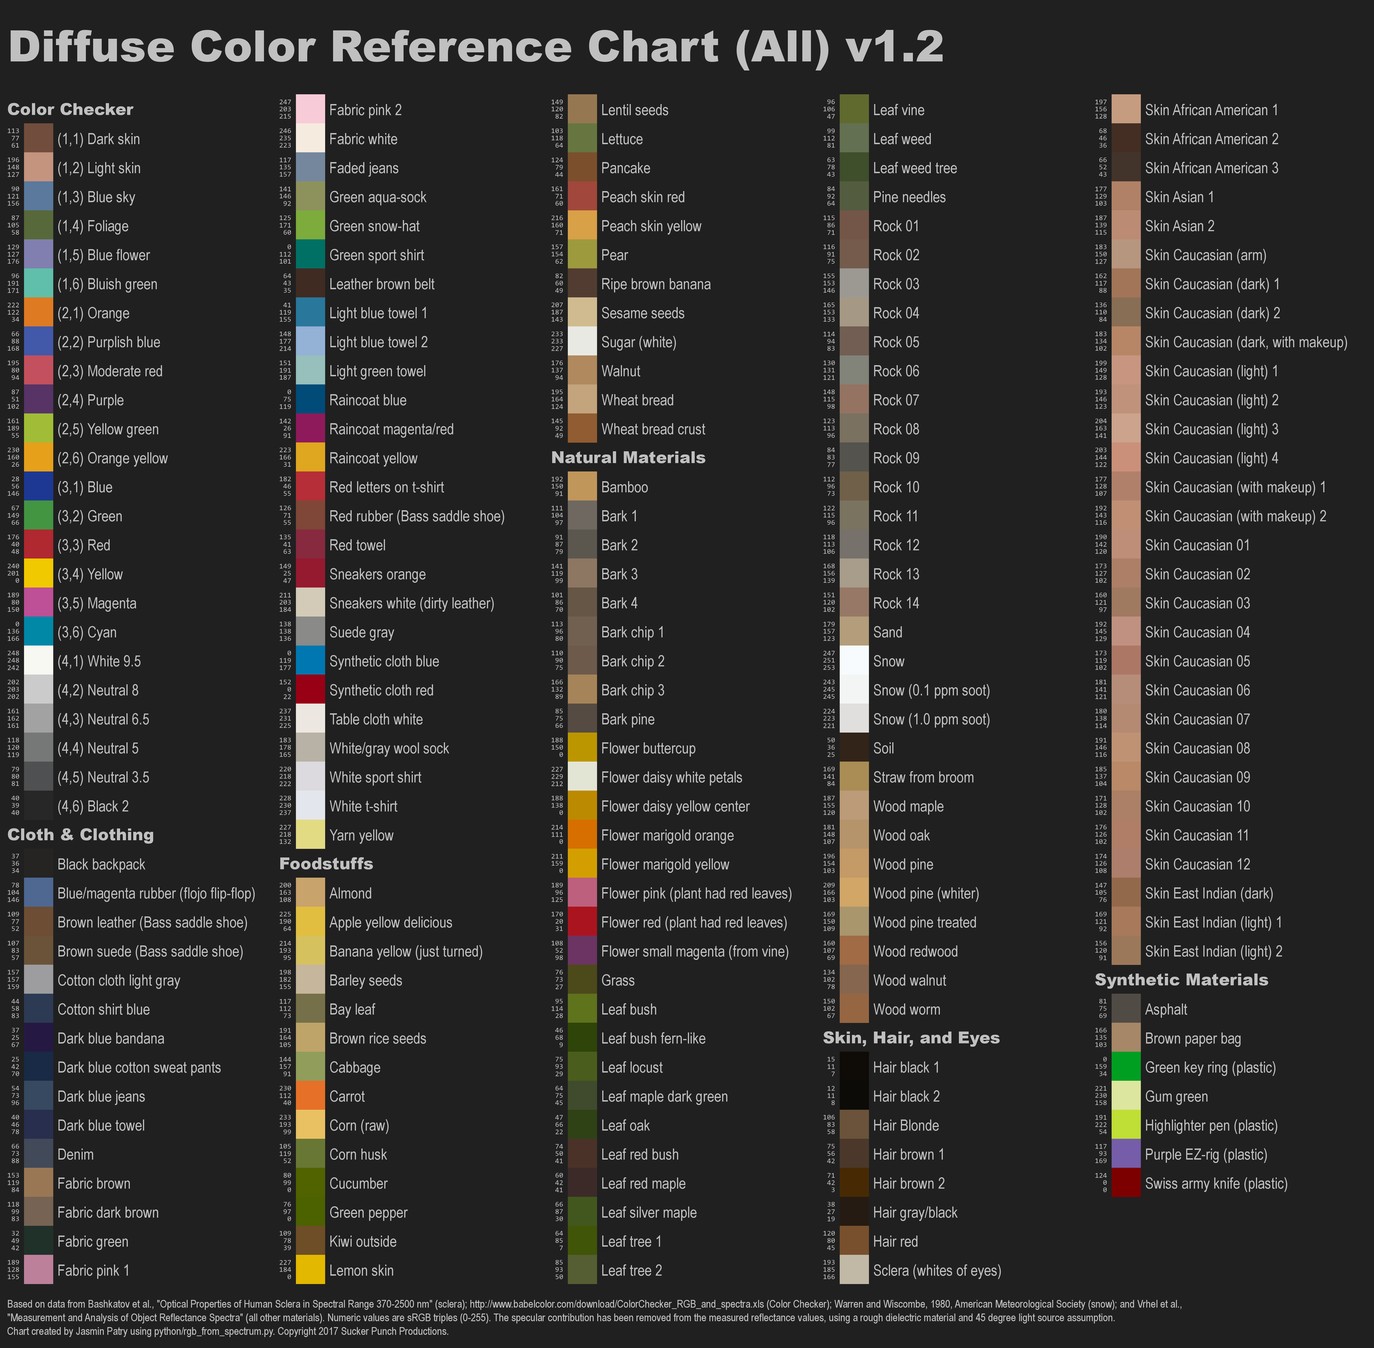 Diffuse Color Reference Chart (All) v1.2
Color Checker
113 77 61 (1,1) Dark skin
196 148 127 (1,2) Light skin
90 121 156 (1,3) Blue sky
87 105 58 (1,4) Foliage
129 127 176 (1,5) Blue flower
96 191 171 (1,6) Bluish green
222 122 34 (2,1) Orange
66 88 168 (2,2) Purplish blue
195 80 94 (2,3) Moderate red
87 51 102 (2,4) Purple
161 189 55 (2,5) Yellow green
230 160 26 (2,6) Orange yellow
28 56 146 (3,1) Blue
67 149 66 (3,2) Green
176 40 48 (3,3) Red
240 201 0 (3,4) Yellow
189 80 150 (3,5) Magenta
0 136 166 (3,6) Cyan
248 248 242 (4,1) White 9.5
202 203 202 (4,2) Neutral 8
161 162 161 (4,3) Neutral 6.5
118 120 119 (4,4) Neutral 5
79 80 81 (4,5) Neutral 3.5
40 39 40 (4,6) Black 2
Cloth & Clothing
37 36 34 Black backpack
78 104 146 Blue/magenta rubber (flojo flip-flop)
109 77 52 Brown leather (Bass saddle shoe)
107 83 57 Brown suede (Bass saddle shoe)
157 157 159 Cotton cloth light gray
44 58 83 Cotton shirt blue
37 25 67 Dark blue bandana
25 42 70 Dark blue cotton sweat pants
54 73 96 Dark blue jeans
40 46 78 Dark blue towel
66 73 88 Denim
153 119 84 Fabric brown
118 99 83 Fabric dark brown
32 49 42 Fabric green
189 128 155 Fabric pink 1
247 203 215 Fabric pink 2
246 235 223 Fabric white
117 135 157 Faded jeans
141 146 92 Green aqua-sock
125 171 60 Green snow-hat
0 112 101 Green sport shirt
64 43 35 Leather brown belt
41 119 155 Light blue towel 1
148 177 214 Light blue towel 2
151 191 187 Light green towel
0 75 119 Raincoat blue
142 26 91 Raincoat magenta/red
223 166 31 Raincoat yellow
182 46 55 Red letters on t-shirt
126 71 55 Red rubber (Bass saddle shoe)
135 41 63 Red towel
149 25 47 Sneakers orange
211 203 184 Sneakers white (dirty leather)
138 138 136 Suede gray
0 119 177 Synthetic cloth blue
152 0 22 Synthetic cloth red
237 231 225 Table cloth white
183 178 165 White/gray wool sock
220 218 222 White sport shirt
228 230 237 White t-shirt
227 218 132 Yarn yellow
Foodstuffs
200 163 108 Almond
225 190 64 Apple yellow delicious
214 193 95 Banana yellow (just turned)
198 182 155 Barley seeds
117 112 73 Bay leaf
191 164 105 Brown rice seeds
144 157 91 Cabbage
230 112 40 Carrot
233 193 99 Corn (raw)
105 119 52 Corn husk
80 99 0 Cucumber
76 97 0 Green pepper
109 78 39 Kiwi outside
227 184 0 Lemon skin
149 120 82 Lentil seeds
103 118 64 Lettuce
124 79 44 Pancake
161 71 60 Peach skin red
216 160 71 Peach skin yellow
157 154 62 Pear
82 60 49 Ripe brown banana
207 187 143 Sesame seeds
233 233 227 Sugar (white)
176 137 94 Walnut
195 164 124 Wheat bread
145 92 49 Wheat bread crust
Natural Materials
192 150 91 Bamboo
111 104 97 Bark 1
91 87 79 Bark 2
141 119 99 Bark 3
101 86 70 Bark 4
113 96 80 Bark chip 1
110 90 75 Bark chip 2
166 132 89 Bark chip 3
85 75 66 Bark pine
188 150 0 Flower buttercup
227 229 212 Flower daisy white petals
188 138 0 Flower daisy yellow center
214 111 0 Flower marigold orange
211 159 0 Flower marigold yellow
189 96 125 Flower pink (plant had red leaves)
170 20 31 Flower red (plant had red leaves)
108 52 98 Flower small magenta (from vine)
76 73 27 Grass
95 114 28 Leaf bush
46 68 9 Leaf bush fern-like
75 93 29 Leaf locust
64 75 45 Leaf maple dark green
47 66 22 Leaf oak
74 50 41 Leaf red bush
60 42 41 Leaf red maple
66 87 30 Leaf silver maple
64 85 7 Leaf tree 1
85 93 50 Leaf tree 2
96 106 47 Leaf vine
99 112 81 Leaf weed
63 78 43 Leaf weed tree
84 92 64 Pine needles
115 86 71 Rock 01
116 91 75 Rock 02
155 153 146 Rock 03
165 153 133 Rock 04
114 94 83 Rock 05
130 131 121 Rock 06
148 115 98 Rock 07
123 113 96 Rock 08
84 83 77 Rock 09
112 96 73 Rock 10
122 115 96 Rock 11
118 113 106 Rock 12
168 156 139 Rock 13
151 120 102 Rock 14
179 157 123 Sand
247 251 253 Snow
243 245 245 Snow (0.1 ppm soot)
224 223 221 Snow (1.0 ppm soot)
50 36 25 Soil
169 141 84 Straw from broom
187 155 120 Wood maple
181 148 107 Wood oak
196 154 103 Wood pine
209 166 103 Wood pine (whiter)
169 150 109 Wood pine treated
160 107 69 Wood redwood
134 102 78 Wood walnut
150 102 67 Wood worm
Skin, Hair, and Eyes
15 11 7 Hair black 1
12 11 8 Hair black 2
106 83 58 Hair Blonde
75 56 42 Hair brown 1
71 42 3 Hair brown 2
38 27 19 Hair gray/black
120 80 45 Hair red
193 185 166 Sclera (whites of eyes)
197 156 128 Skin African American 1
68 46 36 Skin African American 2
66 52 43 Skin African American 3
177 129 103 Skin Asian 1
187 139 115 Skin Asian 2
183 150 127 Skin Caucasian (arm)
162 117 88 Skin Caucasian (dark) 1
136 110 84 Skin Caucasian (dark) 2
183 134 102 Skin Caucasian (dark, with makeup)
199 149 128 Skin Caucasian (light) 1
193 146 123 Skin Caucasian (light) 2
204 163 141 Skin Caucasian (light) 3
203 144 122 Skin Caucasian (light) 4
177 128 107 Skin Caucasian (with makeup) 1
192 143 116 Skin Caucasian (with makeup) 2
190 142 120 Skin Caucasian 01
173 127 102 Skin Caucasian 02
160 121 97 Skin Caucasian 03
192 145 129 Skin Caucasian 04
173 119 102 Skin Caucasian 05
181 141 121 Skin Caucasian 06
180 138 114 Skin Caucasian 07
191 146 116 Skin Caucasian 08
185 137 104 Skin Caucasian 09
171 128 102 Skin Caucasian 10
176 126 102 Skin Caucasian 11
174 126 108 Skin Caucasian 12
147 105 76 Skin East Indian (dark)
169 121 92 Skin East Indian (light) 1
156 120 91 Skin East Indian (light) 2
Synthetic Materials
81 75 69 Asphalt
166 135 103 Brown paper bag
0 159 34 Green key ring (plastic)
221 230 158 Gum green
191 222 54 Highlighter pen (plastic)
117 93 169 Purple EZ-rig (plastic)
124 0 0 Swiss army knife (plastic)
Based on data from Bashkatov et al., "Optical Properties of Human Sclera in Spectral Range 370-2500 nm" (sclera); http://www.babelcolor.com/download/ColorChecker_RGB_and_spectra.xls (Color Checker); Warren and Wiscombe, 1980, American Meteorological Society (snow); and Vrhel et al.,
"Measurement and Analysis of Object Reflectance Spectra" (all other materials). Numeric values are sRGB triples (0-255). The specular contribution has been removed from the measured reflectance values, using a rough dielectric material and 45 degree light source assumption.
Chart created by Jasmin Patry using python/rgb_from_spectrum.py. Copyright 2017 Sucker Punch Productions.